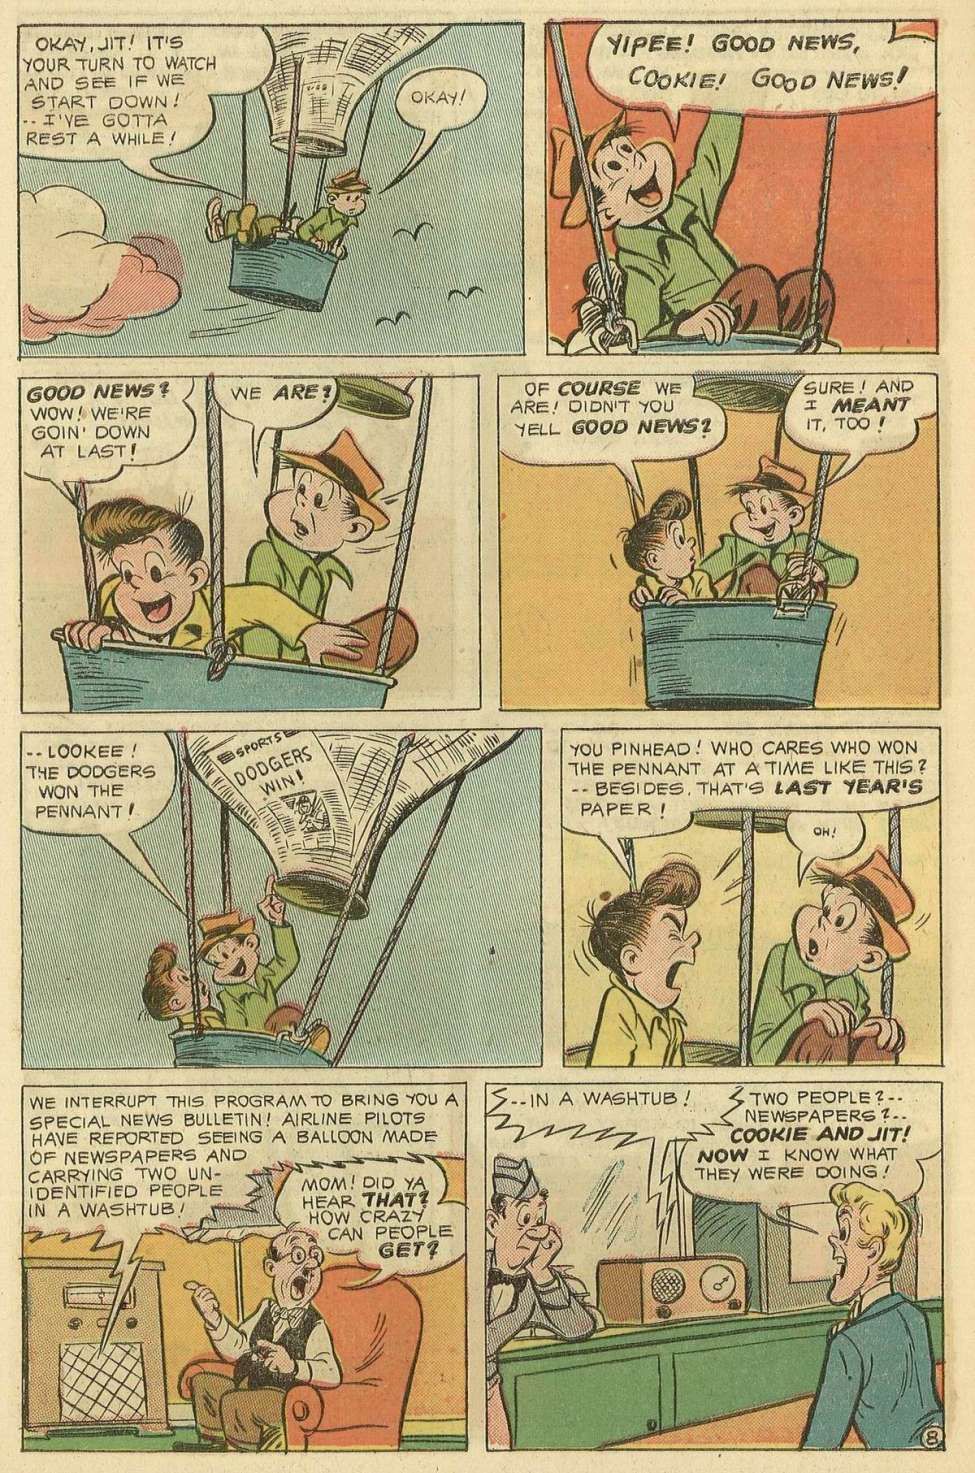 OKAY, JIT! IT'S
YOUR TURN TO WATCH
AND SEE IF WE
START DOWN!
-- I'VE GOTTA
REST A WHILE!
OKAY!
YIPEE! GOOD NEWS,
COOKIE! GOOD NEWS!
GOOD NEWS?
WOW! WE'RE
GOIN' DOWN
AT LAST!
WE ARE?
OF COURSE WE
ARE! DIDN'T YOU
YELL GOOD NEWS?
SURE! AND
I MEANT
IT, TOO!
-- LOOKEE!
THE DODGERS
WON THE
PENNANT!
SPORTS
DODGERS
WIN!
YOU PINHEAD! WHO CARES WHO WON
THE PENNANT AT A TIME LIKE THIS?
-- BESIDES, THAT'S LAST YEAR'S
PAPER!
OH!
WE INTERRUPT THIS PROGRAM TO BRING YOU A
SPECIAL NEWS BULLETIN! AIRLINE PILOTS
HAVE REPORTED SEEING A BALLOON MADE
OF NEWSPAPERS AND
CARRYING TWO UN-
IDENTIFIED PEOPLE
IN A WASHTUB!
MOM! DID YA
HEAR THAT?
HOW CRAZY
CAN PEOPLE
GET?
--IN A WASHTUB!
TWO PEOPLE?--
NEWSPAPERS?--
COOKIE AND JIT!
NOW I KNOW WHAT
THEY WERE DOING!
8